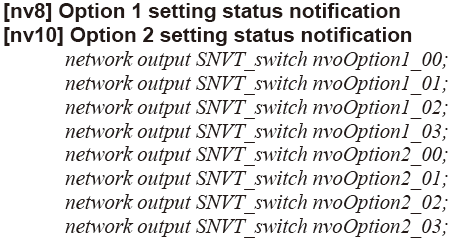 [nv8] Option 1 setting status notification
[nv10] Option 2 setting status notification
network output SNVT_switch nvoOption1_00;
network output SNVT_switch nvoOption1_01;
network output SNVT_switch nvoOption1_02;
network output SNVT_switch nvoOption1_03;
network output SNVT_switch nvoOption2_00;
network output SNVT_switch nvoOption2_01;
network output SNVT_switch nvoOption2_02;
network output SNVT_switch nvoOption2_03;